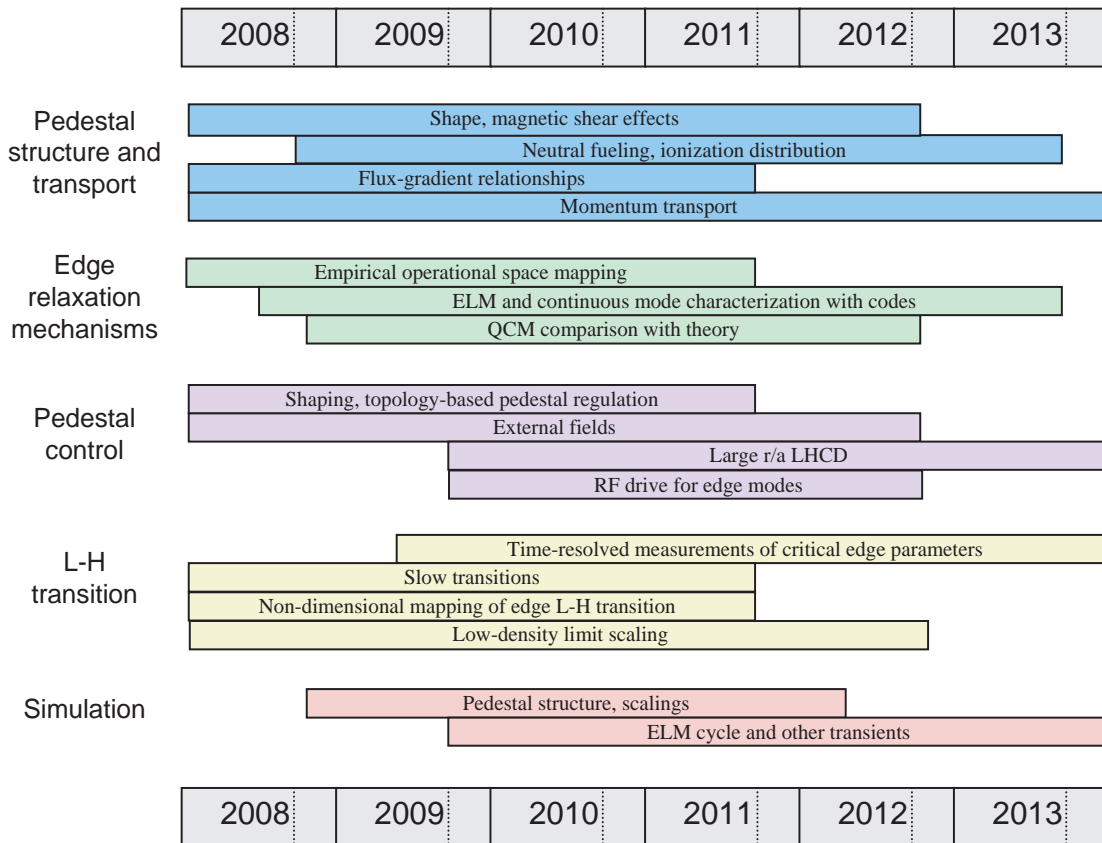 2008 2009 2010 2011 2012 2013
Pedestal
structure and
transport
Shape, magnetic shear effects
Neutral fueling, ionization distribution
Flux-gradient relationships
Momentum transport
Edge
relaxation
mechanisms
Empirical operational space mapping
ELM and continuous mode characterization with codes
QCM comparison with theory
Pedestal
control
Shaping, topology-based pedestal regulation
External fields
Large r/a LHCD
RF drive for edge modes
L-H
transition
Time-resolved measurements of critical edge parameters
Slow transitions
Non-dimensional mapping of edge L-H transition
Low-density limit scaling
Simulation
Pedestal structure, scalings
ELM cycle and other transients
2008 2009 2010 2011 2012 2013